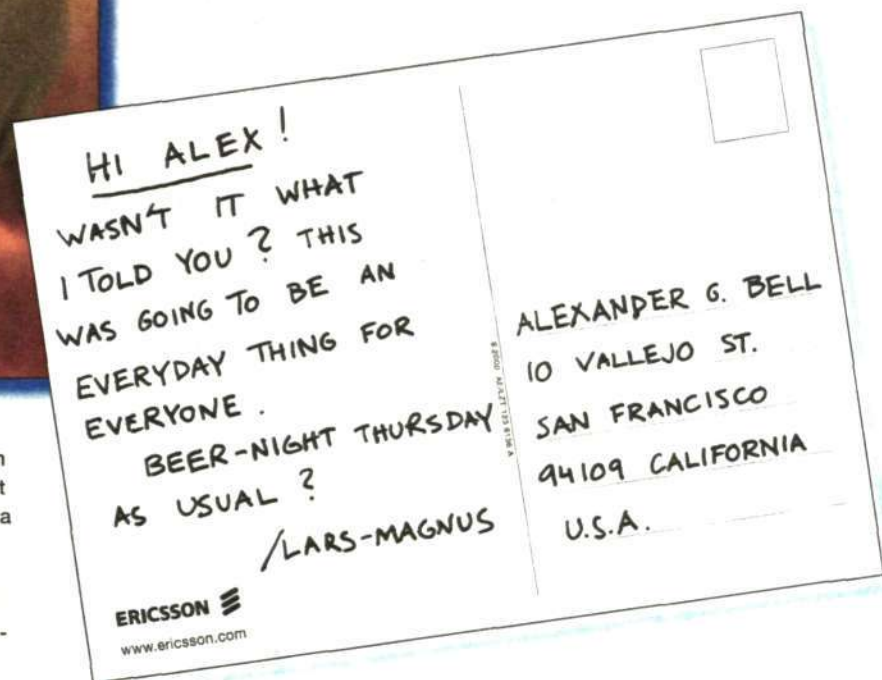 HI ALEX!
WASN'T IT WHAT
I TOLD YOU? THIS
WAS GOING TO BE AN
EVERYDAY THING FOR
EVERYONE.
BEER-NIGHT THURSDAY
AS USUAL?
/LARS-MAGNUS
ERICSSON
www.ericsson.com
ALEXANDER G. BELL
10 VALLEJO ST.
SAN FRANCISCO
94109 CALIFORNIA
U.S.A.